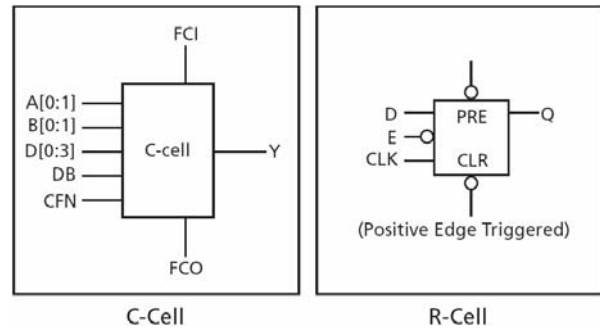 FCI
A[0:1]
B[0:1]
D[0:3]
DB
CFN
C-cell
Y
FCO
C-Cell
D
E
CLK
PRE
CLR
Q
(Positive Edge Triggered)
R-Cell